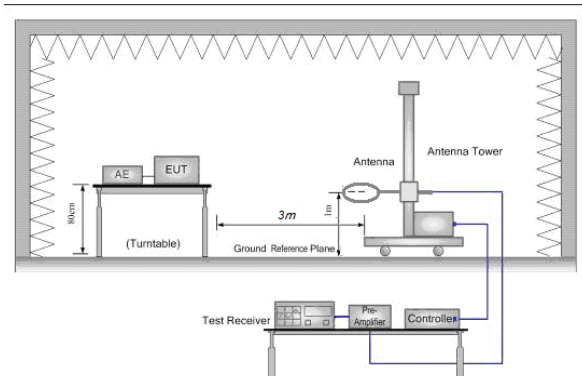 Antenna
Antenna Tower
AE
EUT
80cm
3m
1m
(Turntable)
Ground Reference Plane
Test Receiver
Pre-
Amplifier
Controller